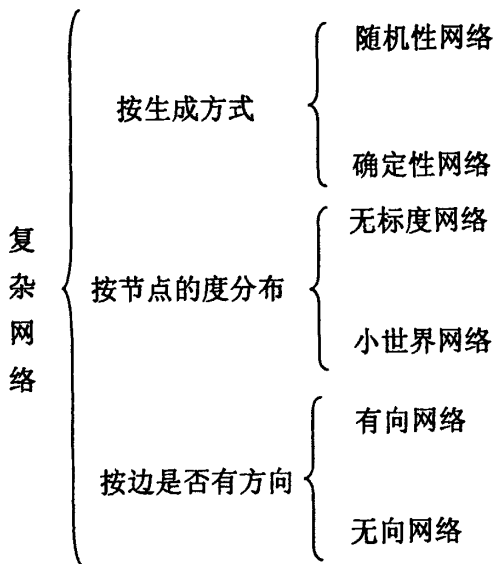 复杂网络
按生成方式
随机性网络
确定性网络
按节点的度分布
无标度网络
小世界网络
按边是否有方向
有向网络
无向网络